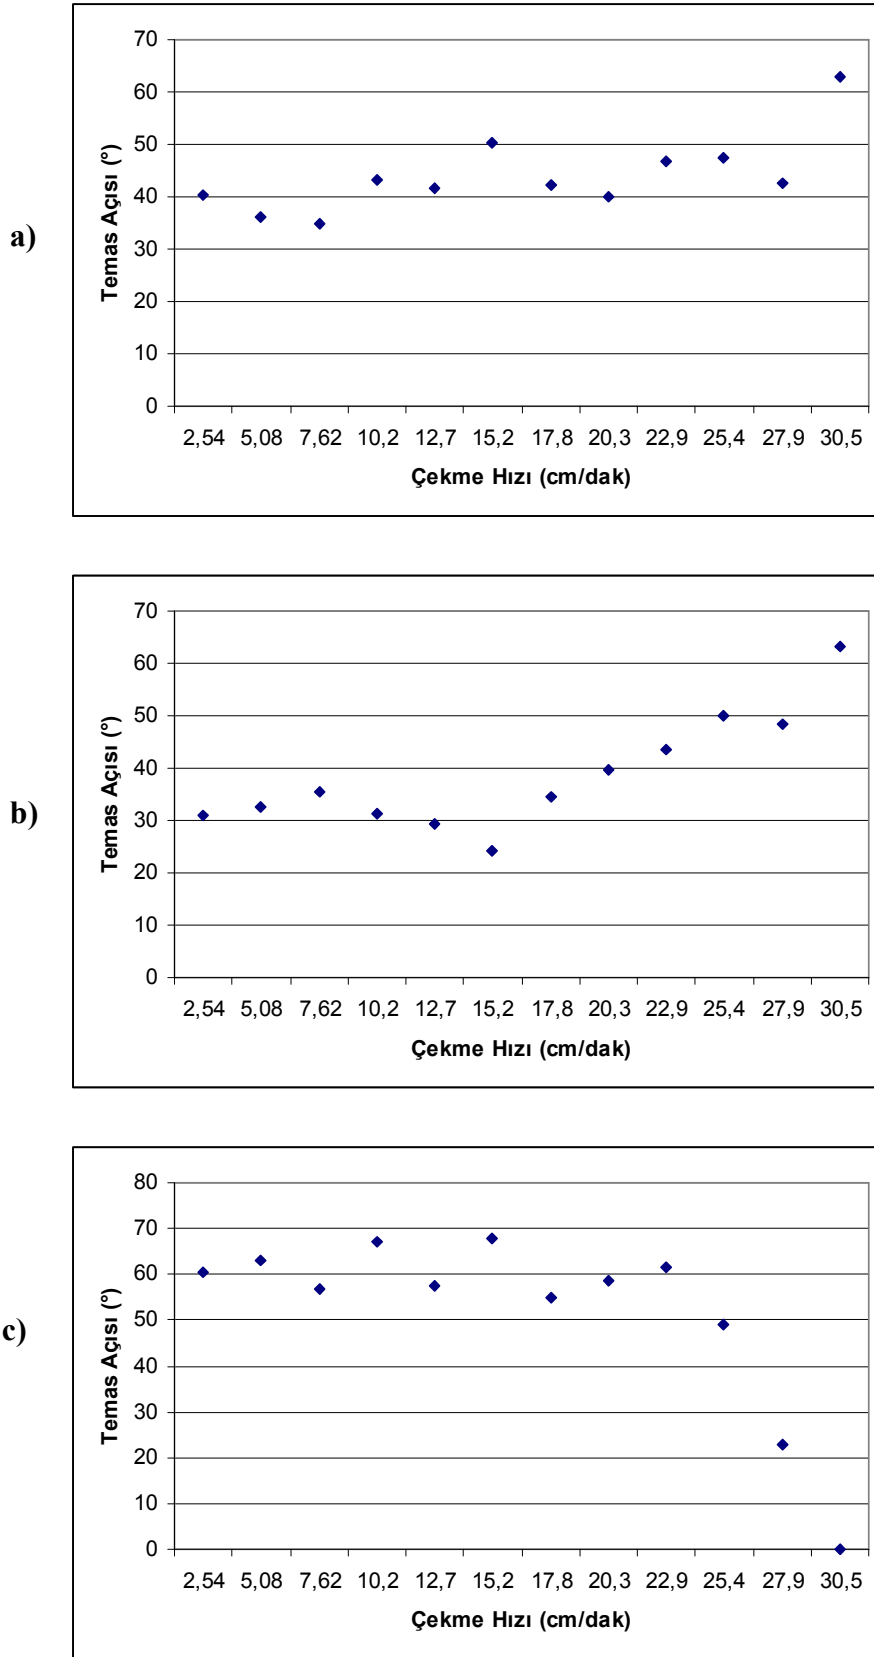 a)
70
60
50
40
30
20
10
0
Temas Açısı (°)
2,54 5,08 7,62 10,2 12,7 15,2 17,8 20,3 22,9 25,4 27,9 30,5
Çekme Hızı (cm/dak)
b)
70
60
50
40
30
20
10
0
Temas Açısı (°)
2,54 5,08 7,62 10,2 12,7 15,2 17,8 20,3 22,9 25,4 27,9 30,5
Çekme Hızı (cm/dak)
c)
80
70
60
50
40
30
20
10
0
Temas Açısı (°)
2,54 5,08 7,62 10,2 12,7 15,2 17,8 20,3 22,9 25,4 27,9 30,5
Çekme Hızı (cm/dak)